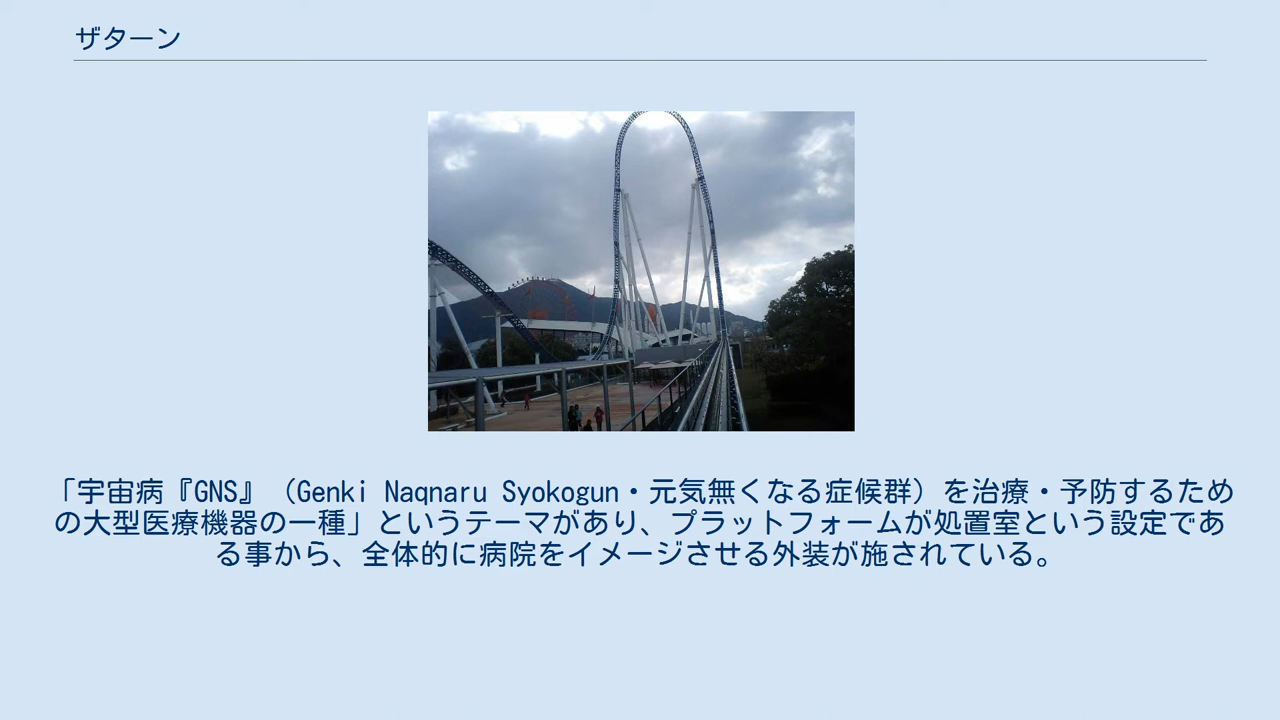 ザターン
「宇宙病『GNS』（Genki Naqnaru Syokogun・元気無くなる症候群）を治療・予防するため
の大型医療機器の一種」というテーマがあり、プラットフォームが処置室という設定であ
る事から、全体的に病院をイメージさせる外装が施されている。